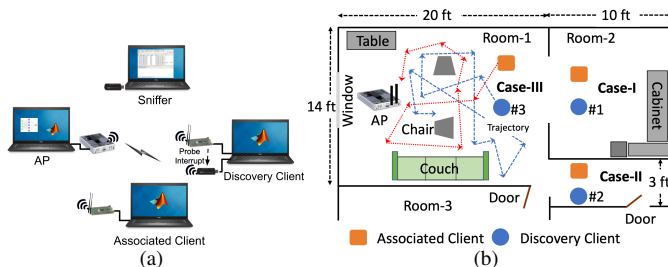 Sniffer
AP
Probe
Interrupt
Discovery Client
Associated Client
(a)
20 ft
10 ft
Table
Room-1
Room-2
14 ft
Window
AP
Case-III
#3
Case-I
#1
Cabinet
Chair
Trajectory
Couch
Case-II
#2
3 ft
Door
Room-3
Door
Associated Client
Discovery Client
(b)